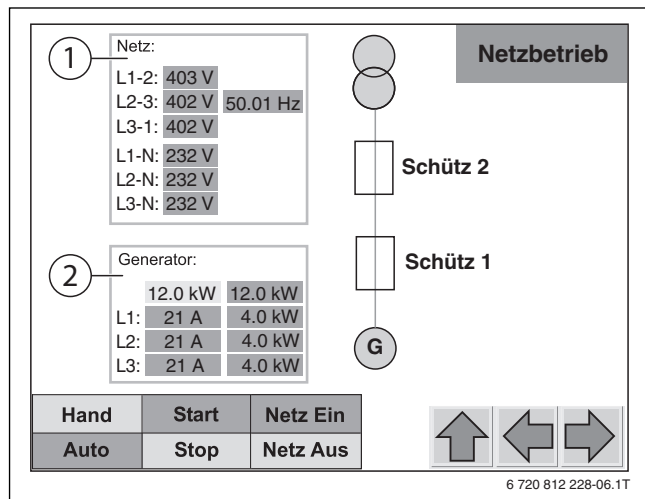 1
Netz:
L1-2: 403 V
L2-3: 402 V 50.01 Hz
L3-1: 402 V
L1-N: 232 V
L2-N: 232 V
L3-N: 232 V
Netzbetrieb
Schütz 2
Schütz 1
G
2
Generator:
12.0 kW 12.0 kW
L1: 21 A 4.0 kW
L2: 21 A 4.0 kW
L3: 21 A 4.0 kW
Hand Start Netz Ein
Auto Stop Netz Aus
6 720 812 228-06.1T